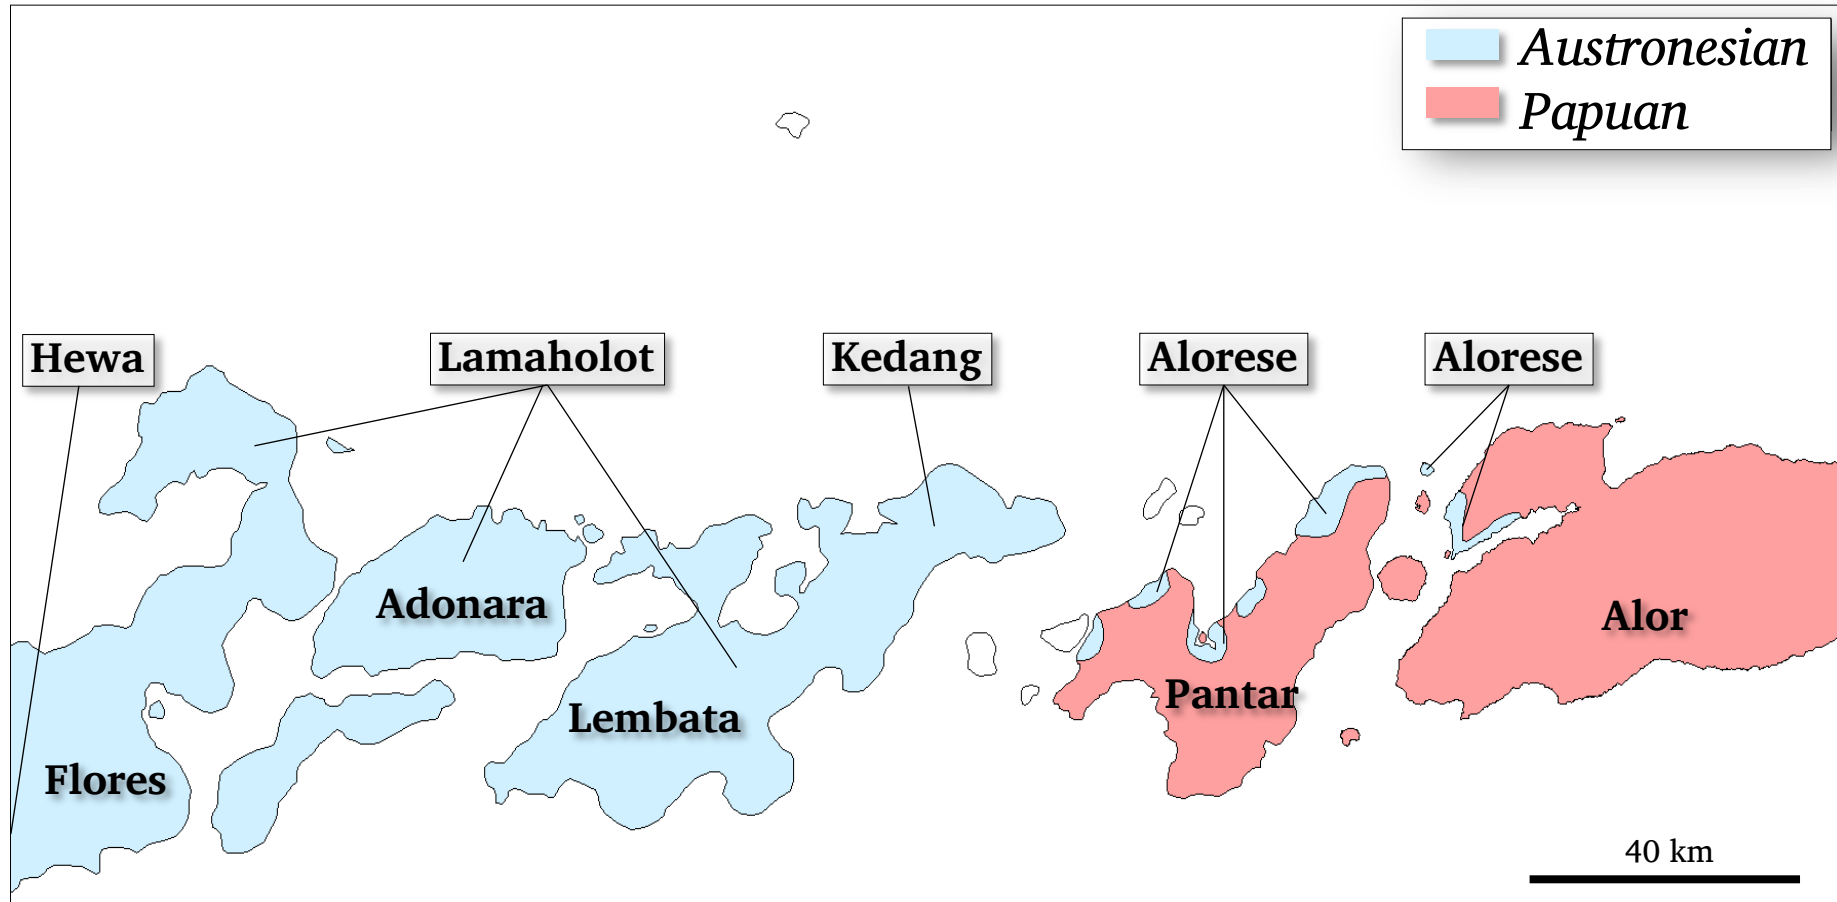 Austronesian
Papuan
Hewa
Lamaholot
Kedang
Alorese
Alorese
Adonara
Alor
Pantar
Lembata
Flores
40 km